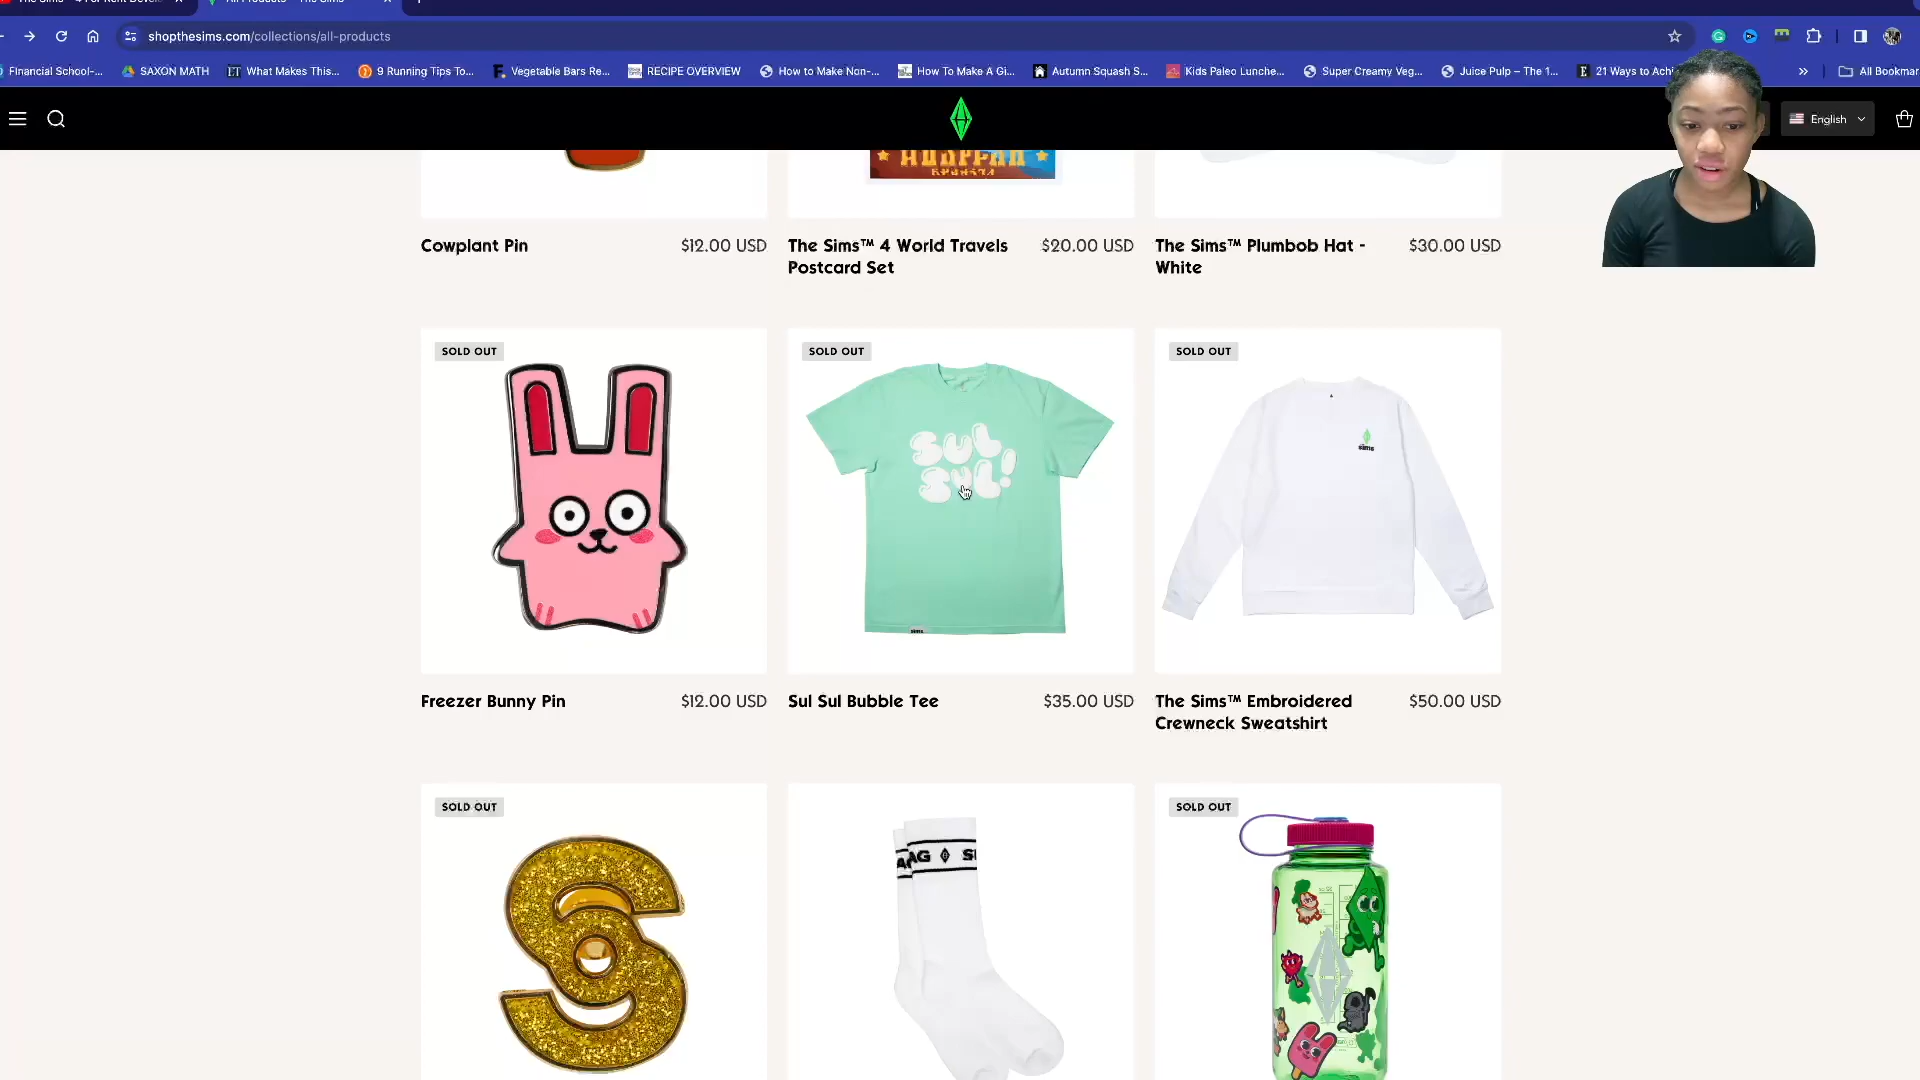 shopthesims.com/collections/all-products
Financial School-...
SAXON MATH
What Makes This...
9 Running Tips To...
Vegetable Bars Re...
RECIPE OVERVIEW
How to Make Non-...
How To Make A Gi...
Autumn Squash S...
Kids Paleo Lunche...
Super Creamy Veg...
Juice Pulp – The 1...
21 Ways to Achi
All Bookmar
English
Cowplant Pin
$12.00 USD
The Sims™ 4 World Travels
Postcard Set
$20.00 USD
The Sims™ Plumbob Hat -
White
$30.00 USD
SOLD OUT
SOLD OUT
SOLD OUT
SUL
SUL!
sims
sims
Freezer Bunny Pin
$12.00 USD
Sul Sul Bubble Tee
$35.00 USD
The Sims™ Embroidered
Crewneck Sweatshirt
$50.00 USD
SOLD OUT
SOLD OUT
AG SI